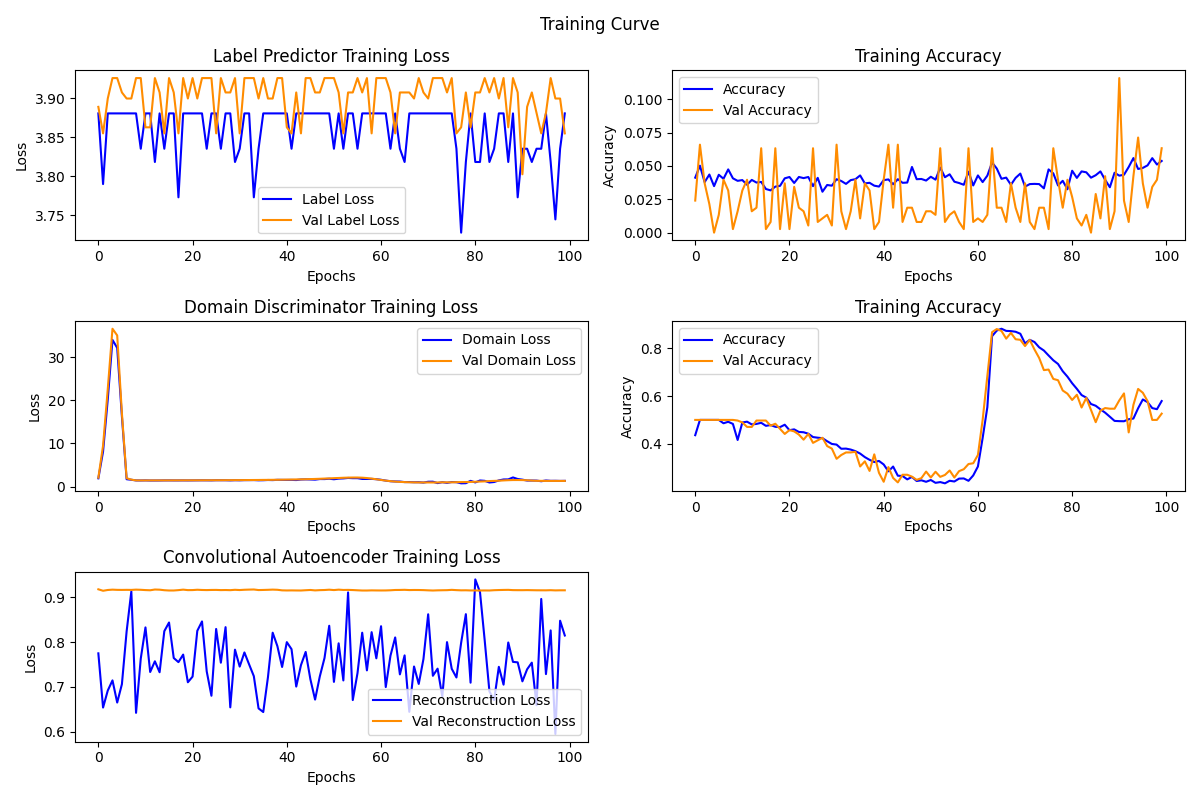 Training Curve
Label Predictor Training Loss
Loss
3.90
3.85
3.80
3.75
Label Loss
Val Label Loss
0 20 40 60 80 100
Epochs
Training Accuracy
Accuracy
0.100
0.075
0.050
0.025
0.000
Accuracy
Val Accuracy
0 20 40 60 80 100
Epochs
Domain Discriminator Training Loss
Loss
30
20
10
0
Domain Loss
Val Domain Loss
0 20 40 60 80 100
Epochs
Training Accuracy
Accuracy
0.8
0.6
0.4
Accuracy
Val Accuracy
0 20 40 60 80 100
Epochs
Convolutional Autoencoder Training Loss
Loss
0.9
0.8
0.7
0.6
Reconstruction Loss
Val Reconstruction Loss
0 20 40 60 80 100
Epochs